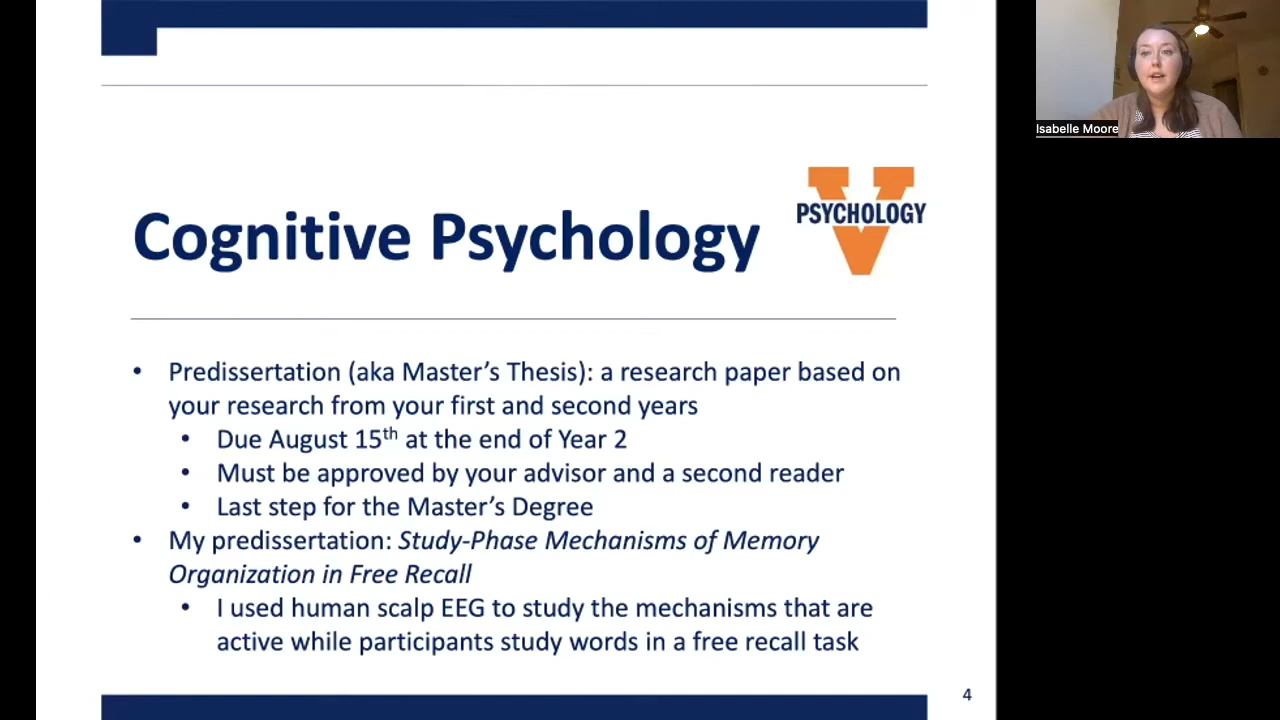 Isabelle Moore
Cognitive Psychology
PSYCHOLOGY
• Predissertation (aka Master's Thesis): a research paper based on
your research from your first and second years
• Due August 15th at the end of Year 2
• Must be approved by your advisor and a second reader
• Last step for the Master's Degree
• My predissertation: Study-Phase Mechanisms of Memory
Organization in Free Recall
• I used human scalp EEG to study the mechanisms that are
active while participants study words in a free recall task
4